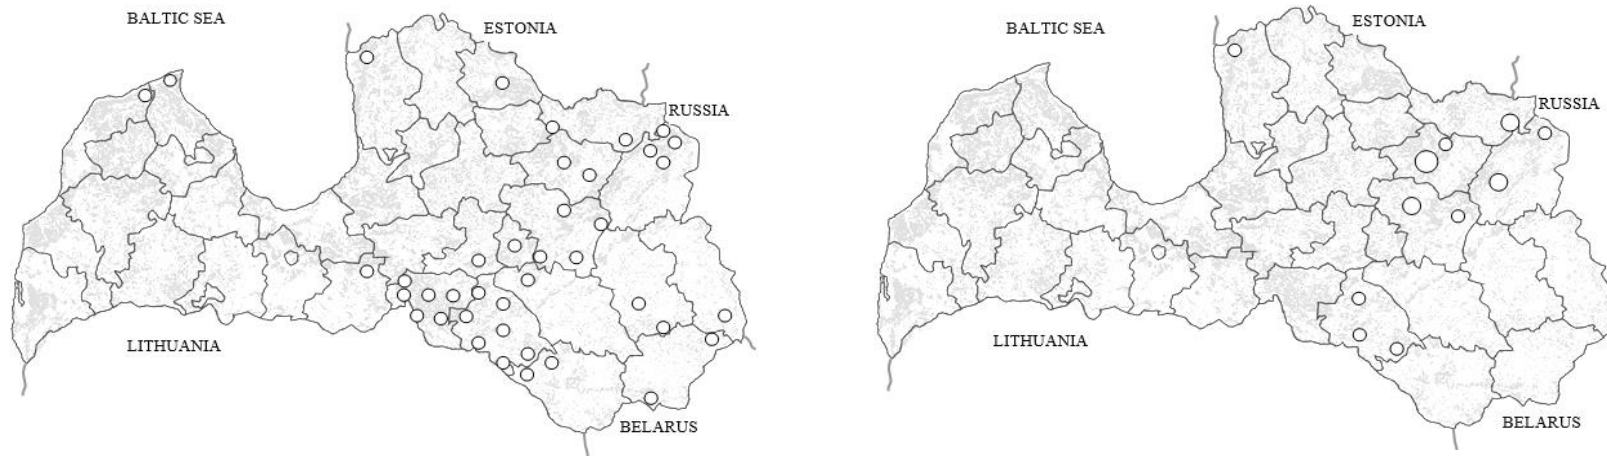 BALTIC SEA
ESTONIA
RUSSIA
LITHUANIA
BELARUS
BALTIC SEA
ESTONIA
RUSSIA
LITHUANIA
BELARUS